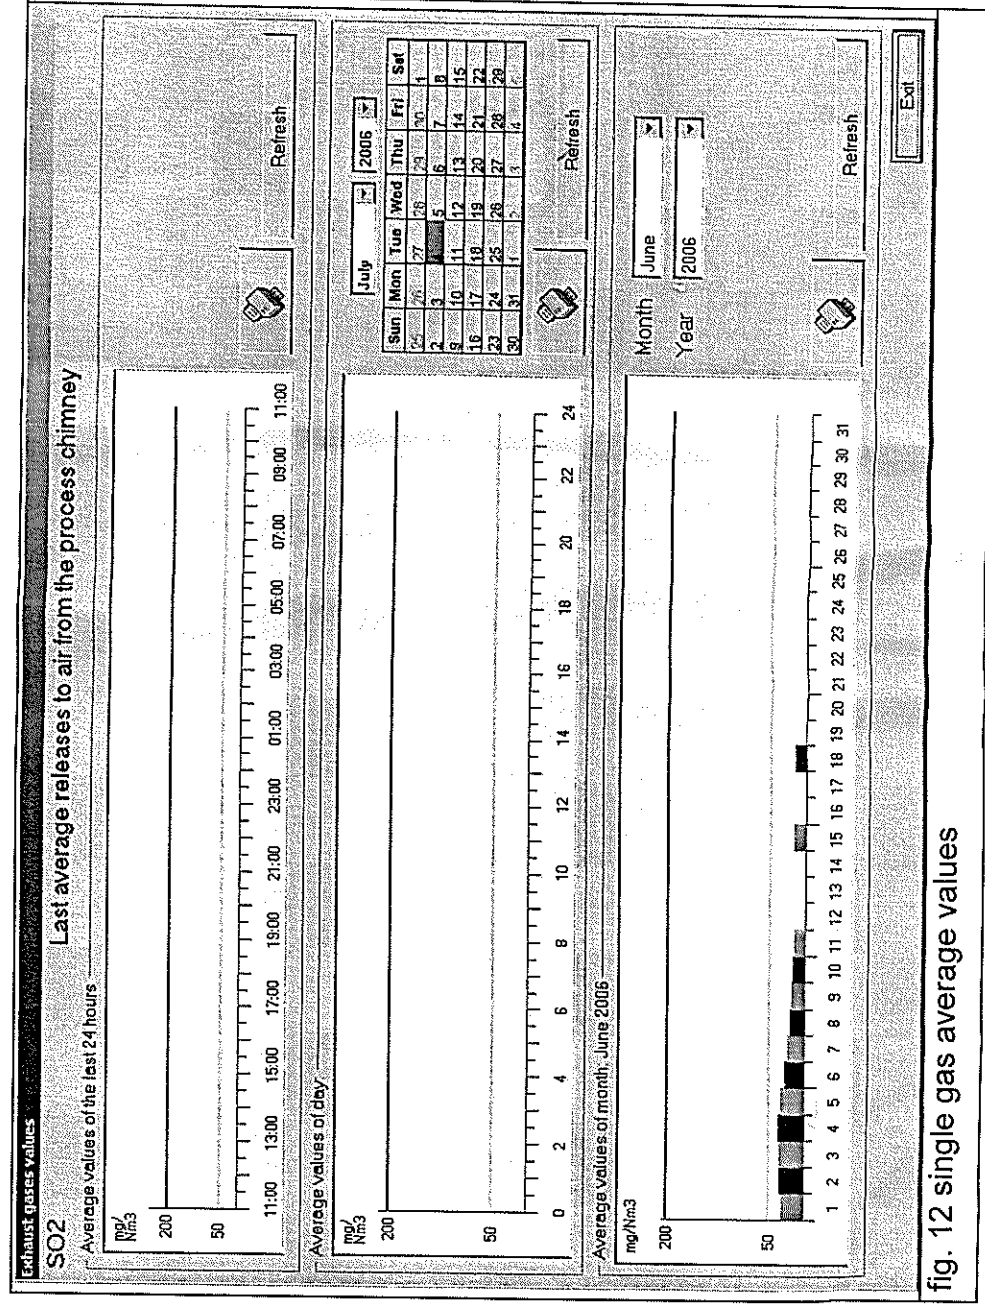 Exhaust gases values
SO2
Last average releases to air from the process chimney
Average values of the last 24 hours
mg/
Nm3
200
50
11:00 13:00 15:00 17:00 19:00 21:00 23:00 01:00 03:00 05:00 07:00 09:00 11:00
Refresh
Average values of day:
mg/
Nm3
200
50
0 2 4 6 8 10 12 14 16 18 20 22 24
July 2006
Sun Mon Tue Wed Thu Fri Sat
25 26 27 28 29 30 1
2 3 5 6 7 8
9 10 11 12 13 14 15
16 17 18 19 20 21 22
23 24 25 26 27 28 29
30 31 1 2 3 4
Refresh
Average values of month, June 2006
mg/Nm3
200
50
1 2 3 4 5 6 7 8 9 10 11 12 13 14 15 16 17 18 19 20 21 22 23 24 25 26 27 28 29 30 31
Month June
Year 2006
Refresh
Exit
fig. 12 single gas average values